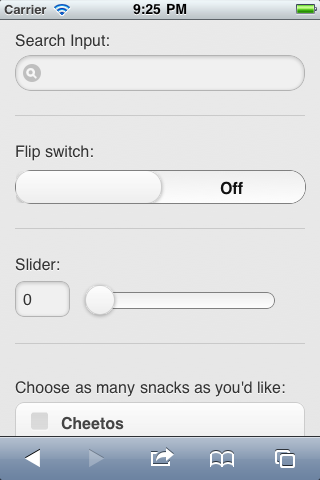 Carrier 9:25 PM
Search Input:
Flip switch:
Off
Slider:
0
Choose as many snacks as you'd like:
Cheetos